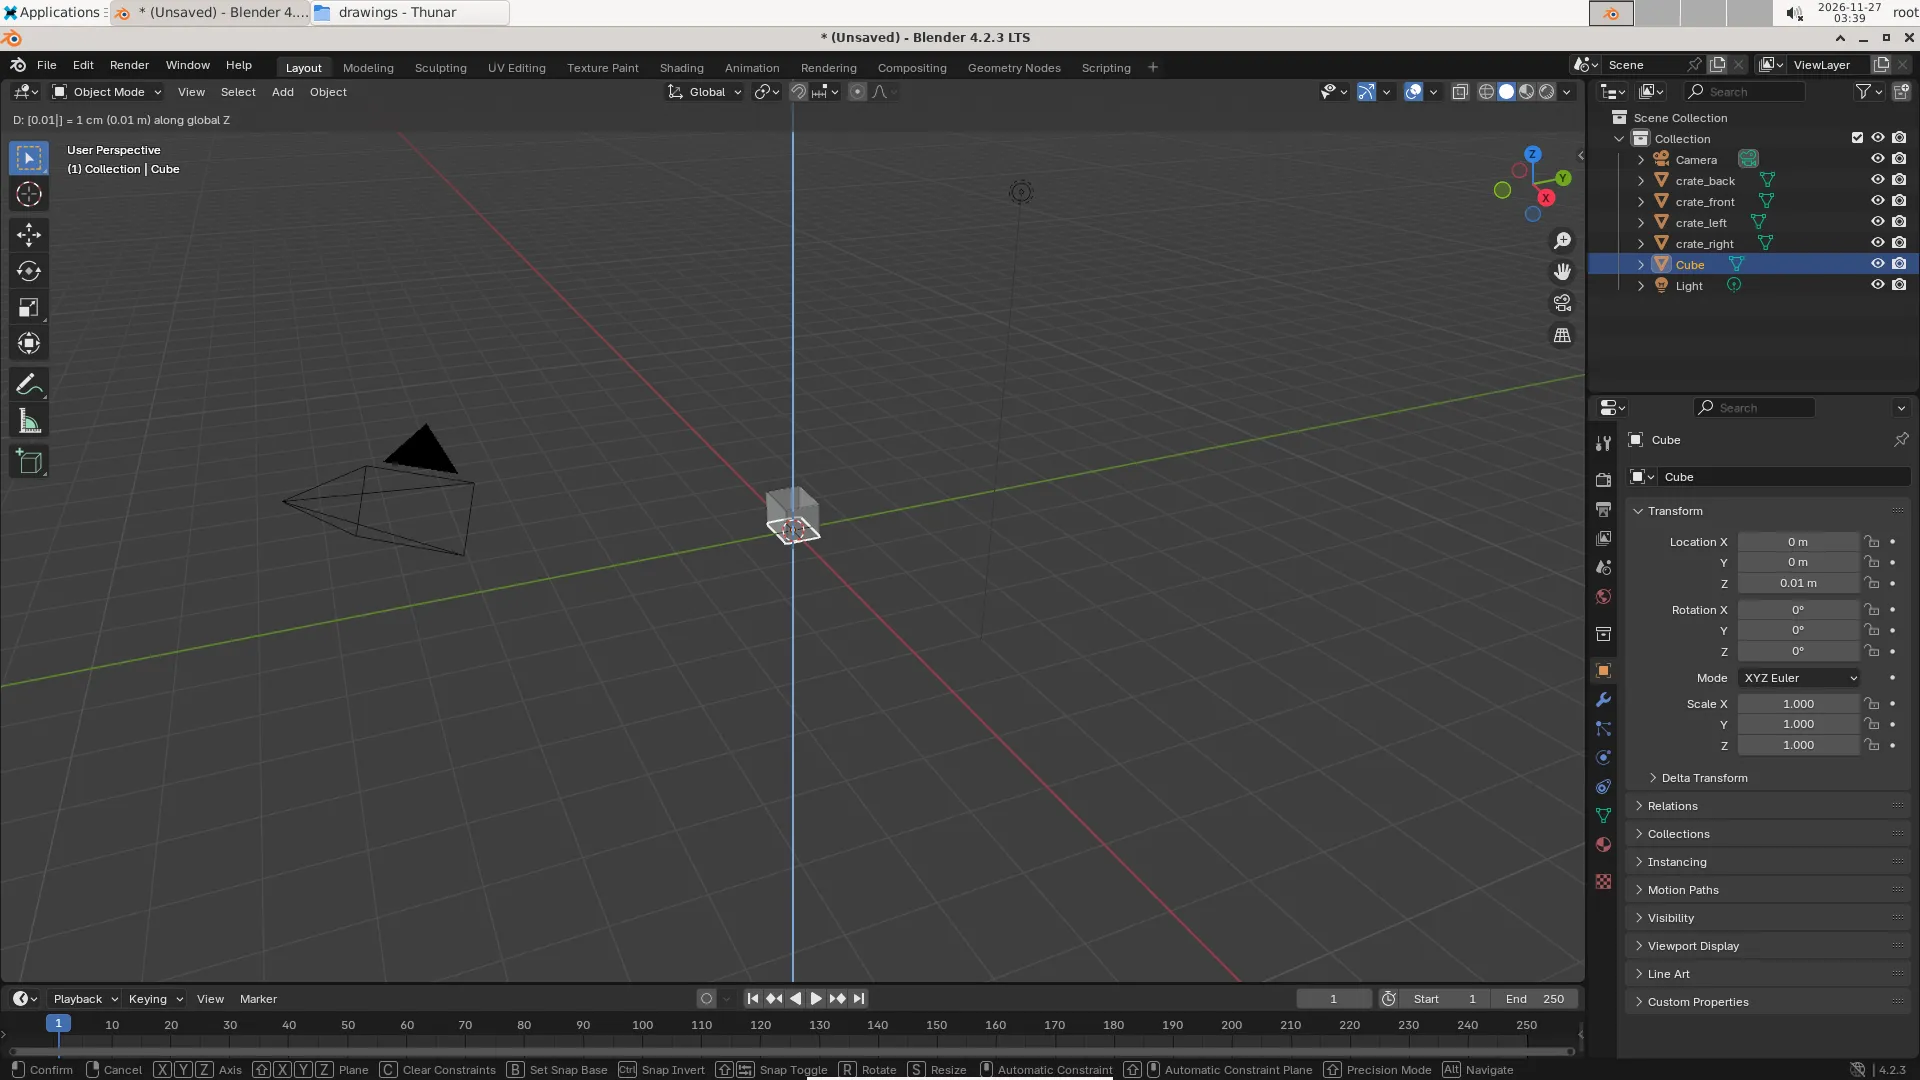 Applications
* (Unsaved) - Blender 4....
drawings - Thunar
2026-11-27
03:39
root
* (Unsaved) - Blender 4.2.3 LTS
File Edit Render Window Help
Layout Modeling Sculpting UV Editing Texture Paint Shading Animation Rendering Compositing Geometry Nodes Scripting +
Scene
ViewLayer
Object Mode View Select Add Object
Global
Search
D: [0.01|] = 1 cm (0.01 m) along global Z
User Perspective
(1) Collection | Cube
Z
Y
X
Scene Collection
Collection
Camera
crate_back
crate_front
crate_left
crate_right
Cube
Light
Search
Cube
Cube
Transform
Location X 0 m
Y 0 m
Z 0.01 m
Rotation X 0°
Y 0°
Z 0°
Mode XYZ Euler
Scale X 1.000
Y 1.000
Z 1.000
Delta Transform
Relations
Collections
Instancing
Motion Paths
Visibility
Viewport Display
Line Art
Custom Properties
Playback Keying View Marker
1 Start 1 End 250
1 10 20 30 40 50 60 70 80 90 100 110 120 130 140 150 160 170 180 190 200 210 220 230 240 250
Confirm Cancel X Y Z Axis X Y Z Plane C Clear Constraints B Set Snap Base Ctrl Snap Invert Snap Toggle R Rotate S Resize Automatic Constraint Automatic Constraint Plane Precision Mode Alt Navigate 4.2.3